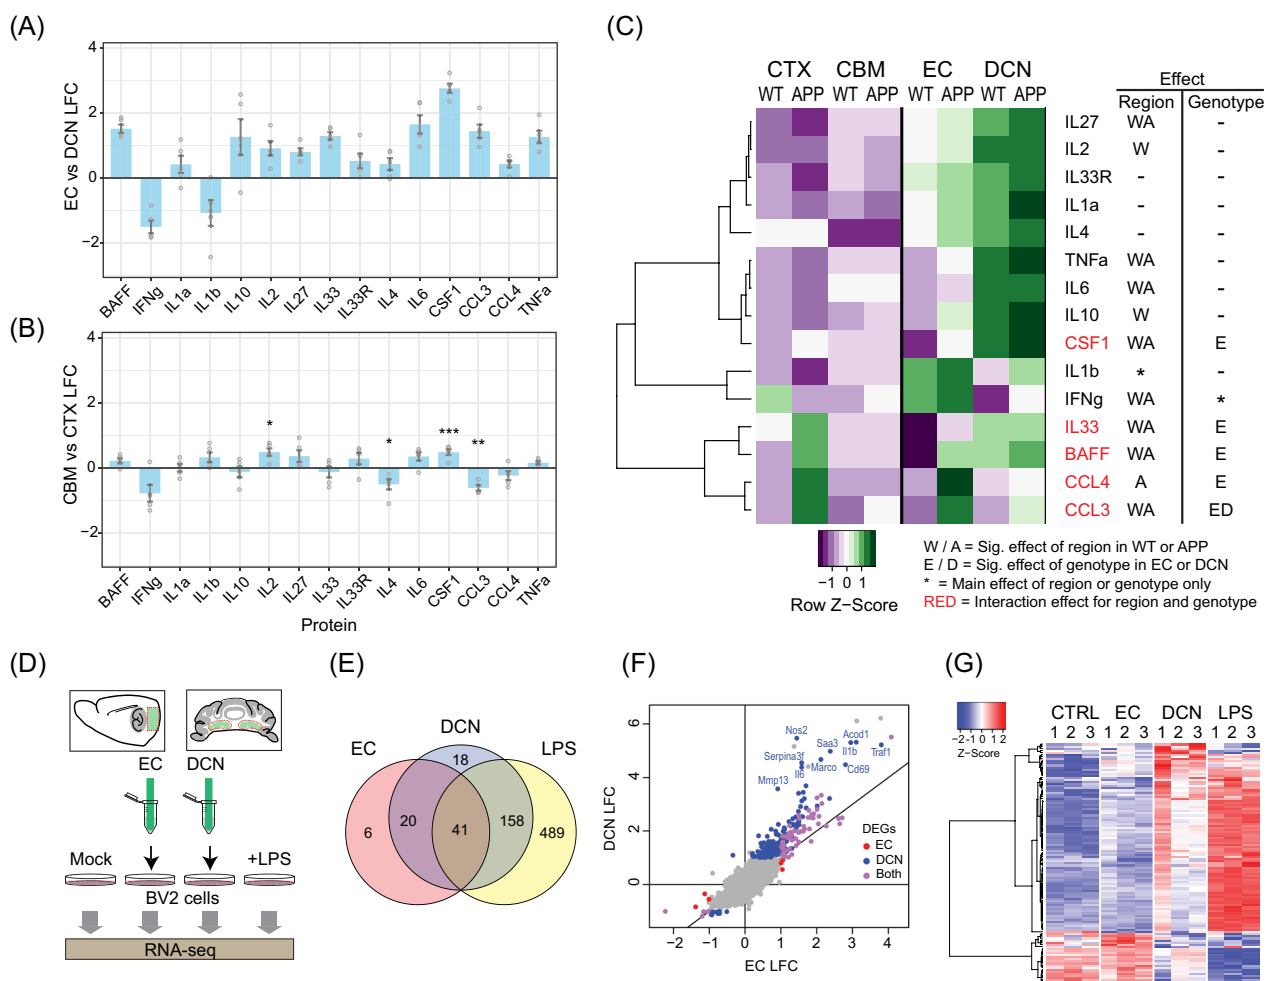 (A)
EC vs DCN LFC
4
2
0
−2
BAFF IFNg IL1a IL1b IL10 IL2 IL27 IL33 IL33R IL4 IL6 CSF1 CCL3 CCL4 TNFa
(B)
CBM vs CTX LFC
4
2
0
−2
* * *** **
BAFF IFNg IL1a IL1b IL10 IL2 IL27 IL33 IL33R IL4 IL6 CSF1 CCL3 CCL4 TNFa
Protein
(C)
CTX CBM EC DCN
WT APP WT APP WT APP WT APP
Effect
Region Genotype
IL27 WA -
IL2 W -
IL33R - -
IL1a - -
IL4 - -
TNFa WA -
IL6 WA -
IL10 W -
CSF1 WA E
IL1b * -
IFNg WA *
IL33 WA E
BAFF WA E
CCL4 A E
CCL3 WA ED
−1 0 1
Row Z−Score
W / A = Sig. effect of region in WT or APP
E / D = Sig. effect of genotype in EC or DCN
* = Main effect of region or genotype only
RED = Interaction effect for region and genotype
(D)
EC DCN
Mock +LPS
BV2 cells
RNA-seq
(E)
EC DCN LPS
18
6 20 41 158 489
(F)
DCN LFC
6
4
2
0
Nos2
Acod1
Saa3
Il1b
Traf1
Serpina3f
Marco
Cd69
Il6
Mmp13
DEGs
EC
DCN
Both
−2 −1 0 1 2 3 4
EC LFC
(G)
−2 −1 0 1 2
Z−Score
CTRL EC DCN LPS
1 2 3 1 2 3 1 2 3 1 2 3